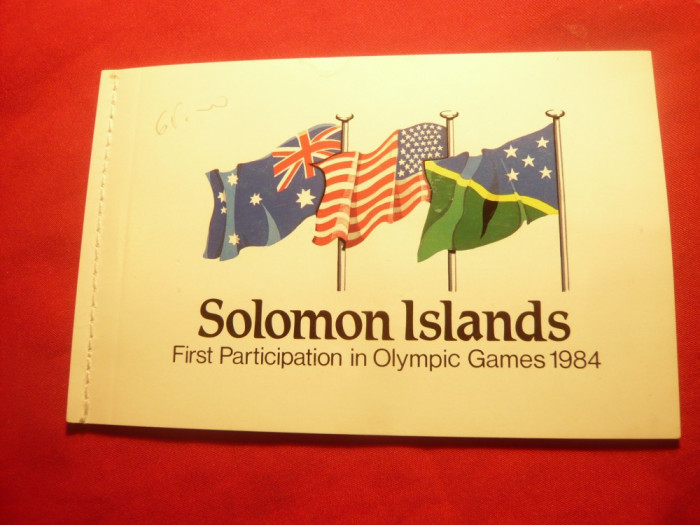 Solomon Islands
First Participation in Olympic Games 1984